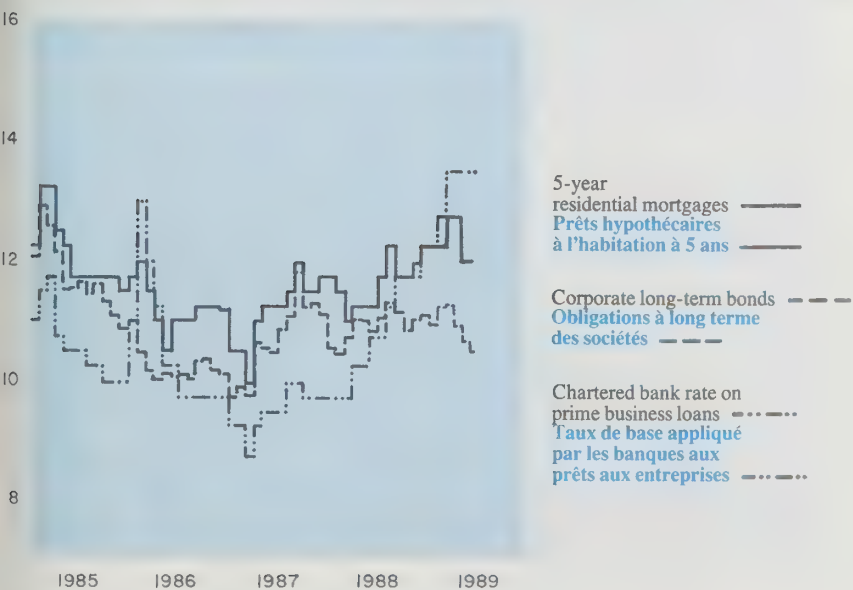 16
14
12
10
8
1985 1986 1987 1988 1989
5-year
residential mortgages
Prêts hypothécaires
à l'habitation à 5 ans
Corporate long-term bonds
Obligations à long terme
des sociétés
Chartered bank rate on
prime business loans
Taux de base appliqué
par les banques aux
prêts aux entreprises